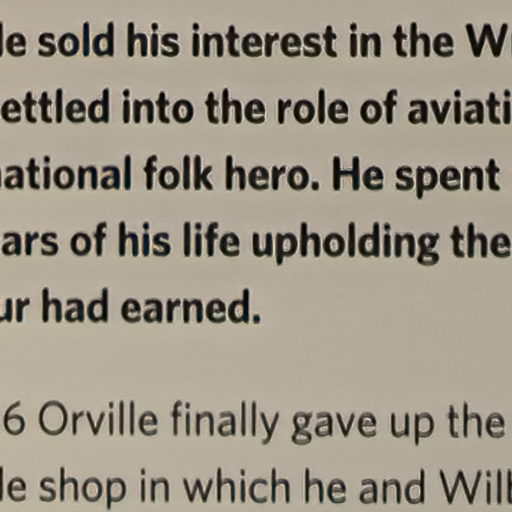 le sold his interest in the W
ettled into the role of aviati
ational folk hero. He spent
ars of his life upholding the
ur had earned.
6 Orville finally gave up the
le shop in which he and Wil